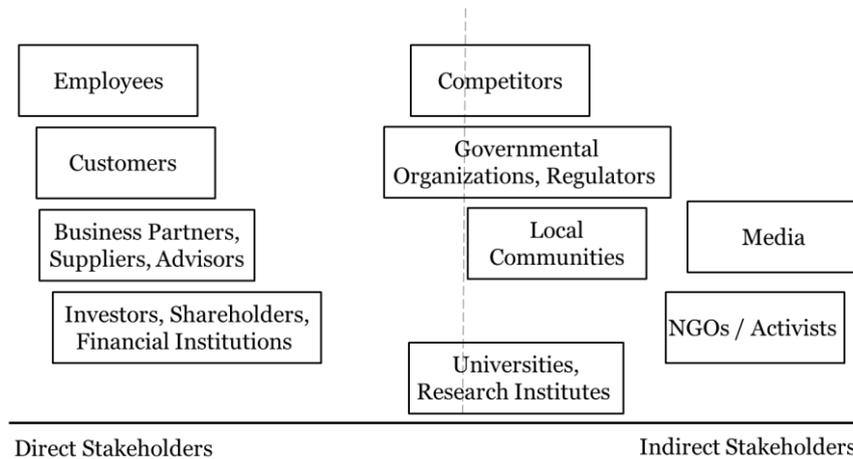 Employees
Competitors
Customers
Governmental
Organizations, Regulators
Business Partners,
Suppliers, Advisors
Local
Communities
Media
Investors, Shareholders,
Financial Institutions
NGOs / Activists
Universities,
Research Institutes
Direct Stakeholders
Indirect Stakeholders